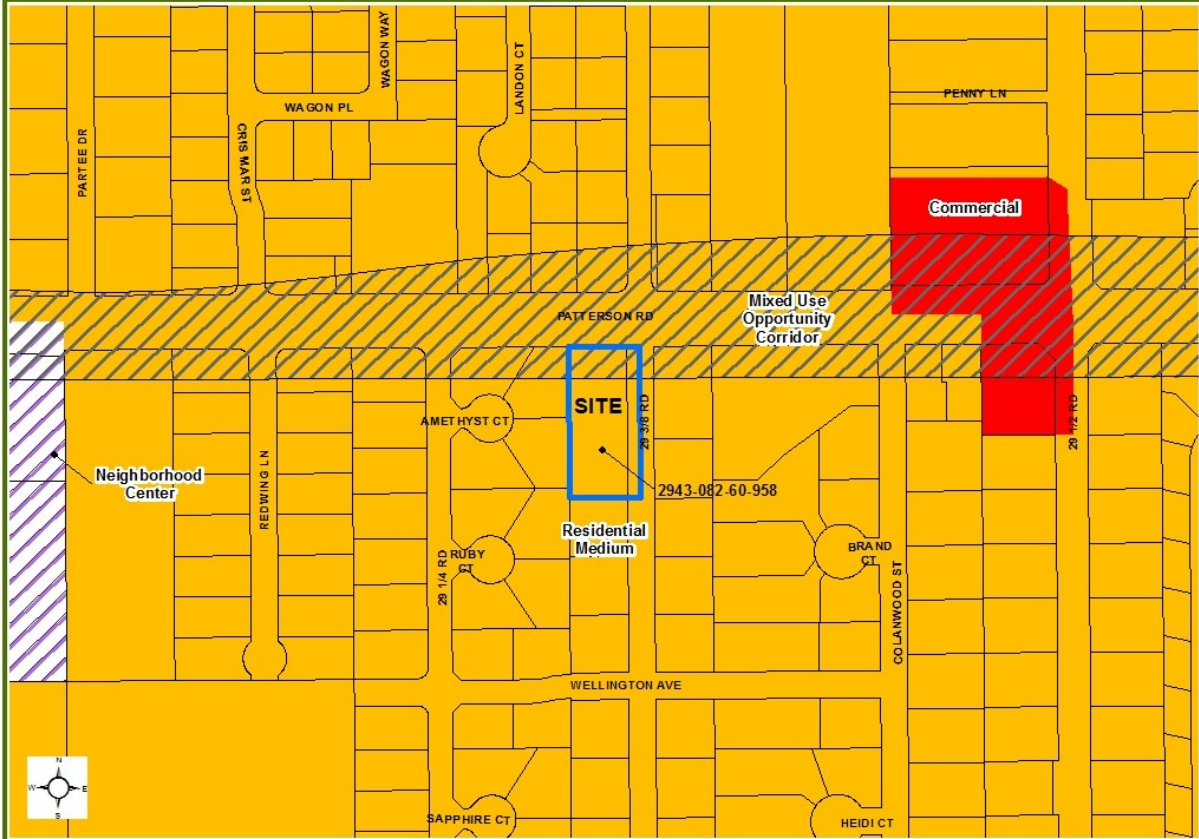 WAGON WAY
LANDON CT
WAGON PL
PENNY LN
PARTEE DR
CRIS MAR ST
Commercial
Mixed Use
Opportunity
Corridor
PATTERSON RD
SITE
29 3/8 RD
29 1/2 RD
AMETHYST CT
Neighborhood
Center
REDWING LN
2943-082-60-958
Residential
Medium
29 1/4 RD
RUBY
CT
BRAND
CT
COLANWOOD ST
WELLINGTON AVE
N
W
E
S
SAPPHIRE CT
HEIDI CT